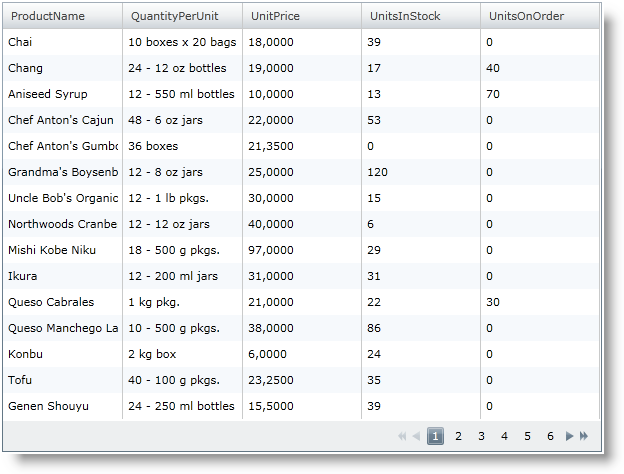 ProductName QuantityPerUnit UnitPrice UnitsInStock UnitsOnOrder
Chai 10 boxes x 20 bags 18,0000 39 0
Chang 24 - 12 oz bottles 19,0000 17 40
Aniseed Syrup 12 - 550 ml bottles 10,0000 13 70
Chef Anton's Cajun 48 - 6 oz jars 22,0000 53 0
Chef Anton's Gumbo 36 boxes 21,3500 0 0
Grandma's Boysenb 12 - 8 oz jars 25,0000 120 0
Uncle Bob's Organic 12 - 1 lb pkgs. 30,0000 15 0
Northwoods Cranbe 12 - 12 oz jars 40,0000 6 0
Mishi Kobe Niku 18 - 500 g pkgs. 97,0000 29 0
Ikura 12 - 200 ml jars 31,0000 31 0
Queso Cabrales 1 kg pkg. 21,0000 22 30
Queso Manchego La 10 - 500 g pkgs. 38,0000 86 0
Konbu 2 kg box 6,0000 24 0
Tofu 40 - 100 g pkgs. 23,2500 35 0
Genen Shouyu 24 - 250 ml bottles 15,5000 39 0
1 2 3 4 5 6